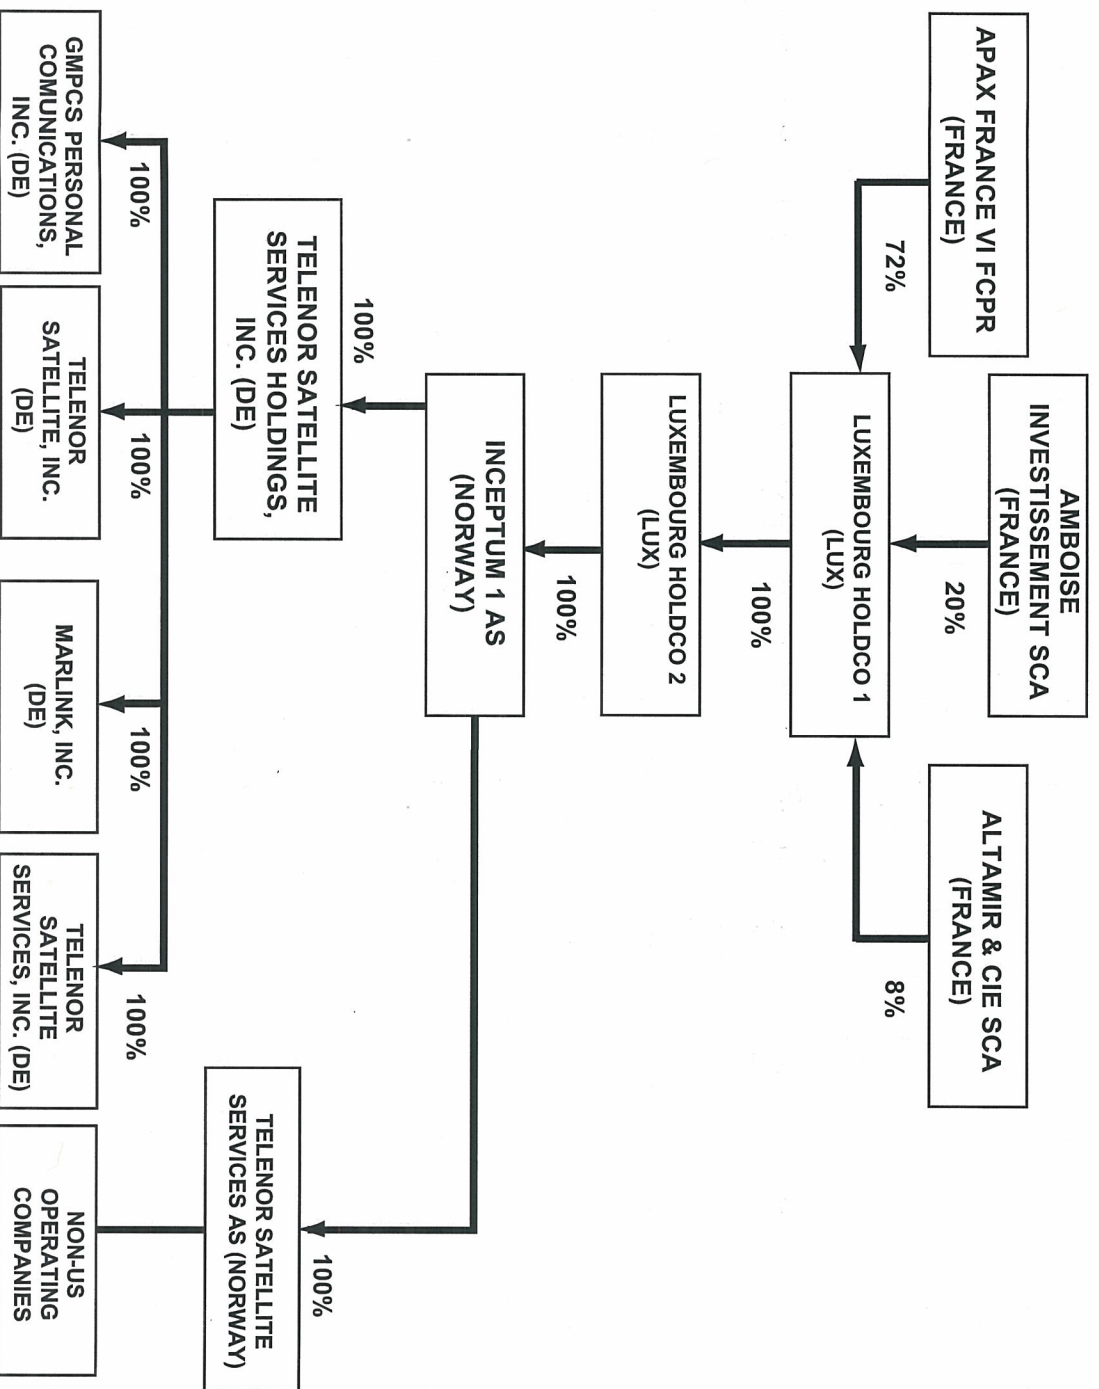 AMBOISE
INVESTISSEMENT SCA
(FRANCE)
APAX FRANCE VI FCPR
(FRANCE)
ALTAMIR & CIE SCA
(FRANCE)
72%
20%
8%
LUXEMBOURG HOLDCO 1
(LUX)
100%
LUXEMBOURG HOLDCO 2
(LUX)
100%
INCEPTUM 1 AS
(NORWAY)
100%
100%
TELENOR SATELLITE
SERVICES HOLDINGS,
INC. (DE)
TELENOR SATELLITE
SERVICES AS (NORWAY)
100%
100%
100%
100%
GMPCS PERSONAL
COMUNICATIONS,
INC. (DE)
TELENOR
SATELLITE, INC.
(DE)
MARLINK, INC.
(DE)
TELENOR
SATELLITE
SERVICES, INC. (DE)
NON-US
OPERATING
COMPANIES